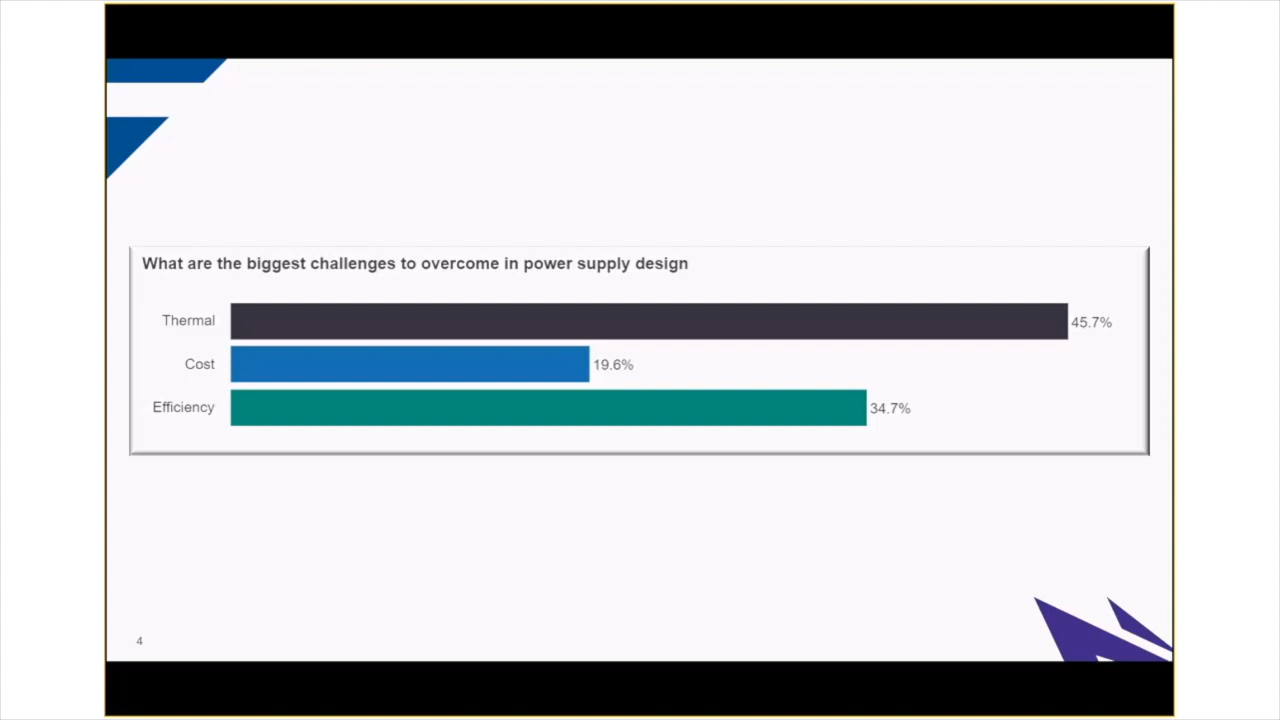 What are the biggest challenges to overcome in power supply design
Thermal 45.7%
Cost 19.6%
Efficiency 34.7%
4